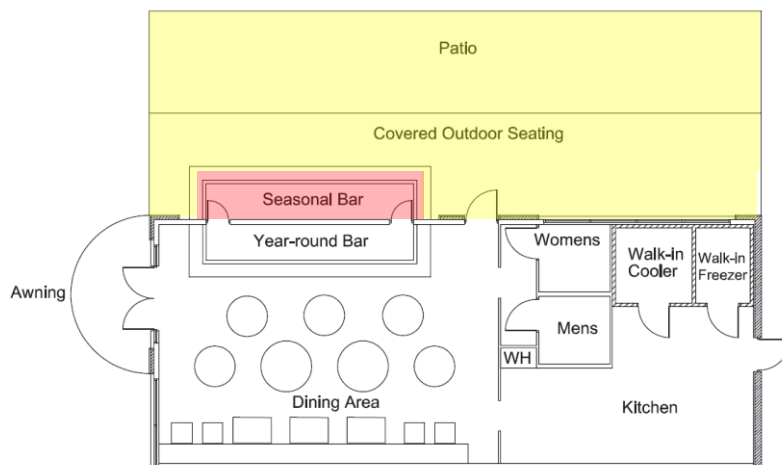 Patio
Covered Outdoor Seating
Seasonal Bar
Year-round Bar
Womens
Walk-in
Cooler
Walk-in
Freezer
Awning
Mens
WH
Dining Area
Kitchen